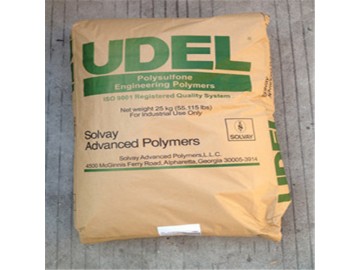 UDEL
Polysulfone
Engineering Polymers
ISO 9001 Registered Quality System
Net weight 25 kg (55.115 lbs)
For Industrial Use Only
Solvay
Advanced Polymers
SOLVAY
Solvay Advanced Polymers, L.L.C.
4500 McGinnis Ferry Road, Alpharetta, Georgia 30005-3914